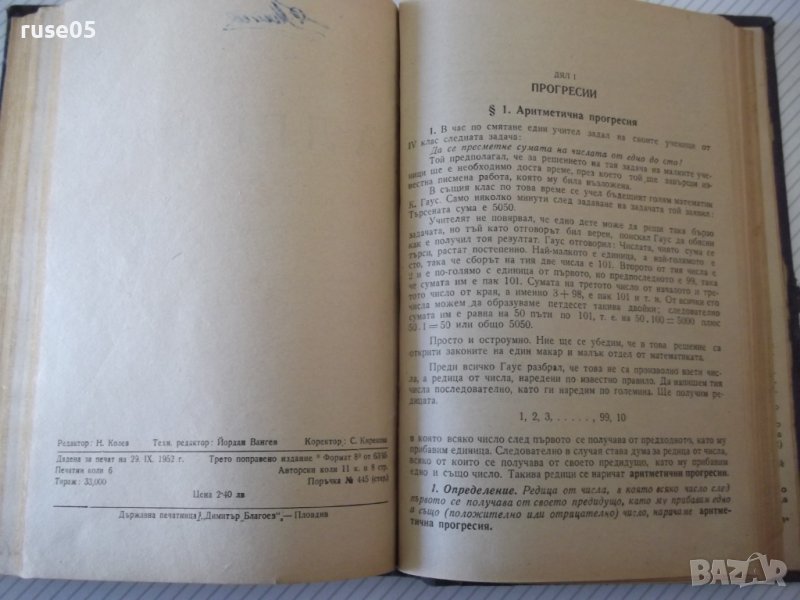 ruse05
Редактор: Н. Колев Техн. редактор: Йордан Вангев Коректор: С. Кирякова
Дадена за печат на 29. IX. 1952 г. Трето поправено издание * Формат 8° от 63/95
Печатни коли 6 Авторски коли 11 к. и 8 стр.
Тираж: 33,000 Поръчка № 445 (стар.)
Цена 2·40 лв
Държавна печатница „Димитър Благоев“ — Пловдив
ДЯЛ I
ПРОГРЕСИИ
§ 1. Аритметична прогресия
1. В час по смятане един учител задал на своите ученици от
IV клас следната задача:
Да се пресметне сумата на числата от едно до сто?
Той предполагал, че за решението на тая задача на малките уче-
ници ще е необходимо доста време, през което той ще завърши из-
вестна писмена работа, която му била възложена.
В същия клас по това време се учел бъдещият голям математик
К. Гаус. Само няколко минути след задаване на задачата той заявил:
Търсената сума е 5050.
Учителят не повярвал, че едно дете може да реши така бързо
задачата, но тъй като отговорът бил верен, поискал Гаус да обясни
как е получил тоя резултат. Гаус отговорил: Числата, чиято сума се
търси, растат постепенно. Най-малкото е единица, а най-голямото е
сто, така че сборът на тия две числа е 101. Второто от тия числа е
2 и е по-голямо с единица от първото, но предпоследното е 99, така
че сумата им е пак 101. Сумата на третото число от началото и тре-
тото число от края, а именно 3 + 98, е пак 101 и т. н. От всички его
числа можем да образуваме петдесет такива двойки; следователно
сумата им е равна на 50 пъти по 101, т. е. на 50 . 100 = 5000 плюс
50 . 1 = 50 или общо 5050.
Просто и остроумно. Ние ще се убедим, че в това решение са
открити законите на един макар и малък отдел от математиката.
Преди всичко Гаус разбрал, че това не са произволно взети чи-
сла, а редица от числа, наредени по известно правило. Да напишем тия
числа последователно, като ги наредим по големина. Ще получим ре-
дицата.
1, 2, 3, . . . . . , 99, 10
в която всяко число след първото се получава от предходното, като му
прибавим единица. Следователно в случая става дума за редица от числа,
всяко от които се получава от своето предидущо, като му прибавим
едно и също число. Такива редици се наричат аритметични прогресии.
1. Определение. Редица от числа, в която всяко число след
първото се получава от своето предидущо, като му прибавим едно
и също (положително или отрицателно) число, наричаме аритме-
тична прогресия.
BAZAR